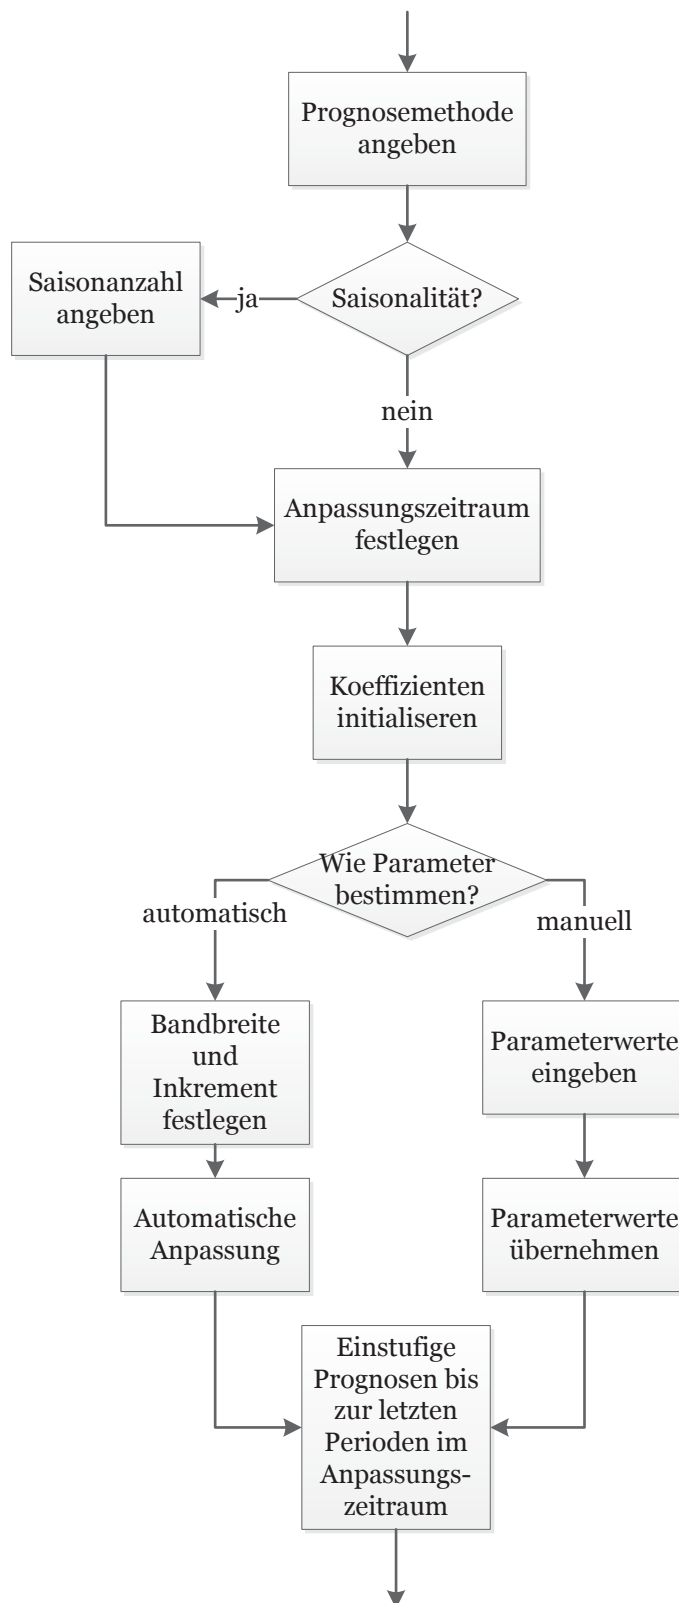 Prognosemethode
angeben
Saisonalität?
ja
Saisonanzahl
angeben
nein
Anpassungszeitraum
festlegen
Koeffizienten
initialiseren
Wie Parameter
bestimmen?
automatisch
manuell
Bandbreite
und
Inkrement
festlegen
Parameterwerte
eingeben
Automatische
Anpassung
Parameterwerte
übernehmen
Einstufige
Prognosen bis
zur letzten
Perioden im
Anpassungs-
zeitraum